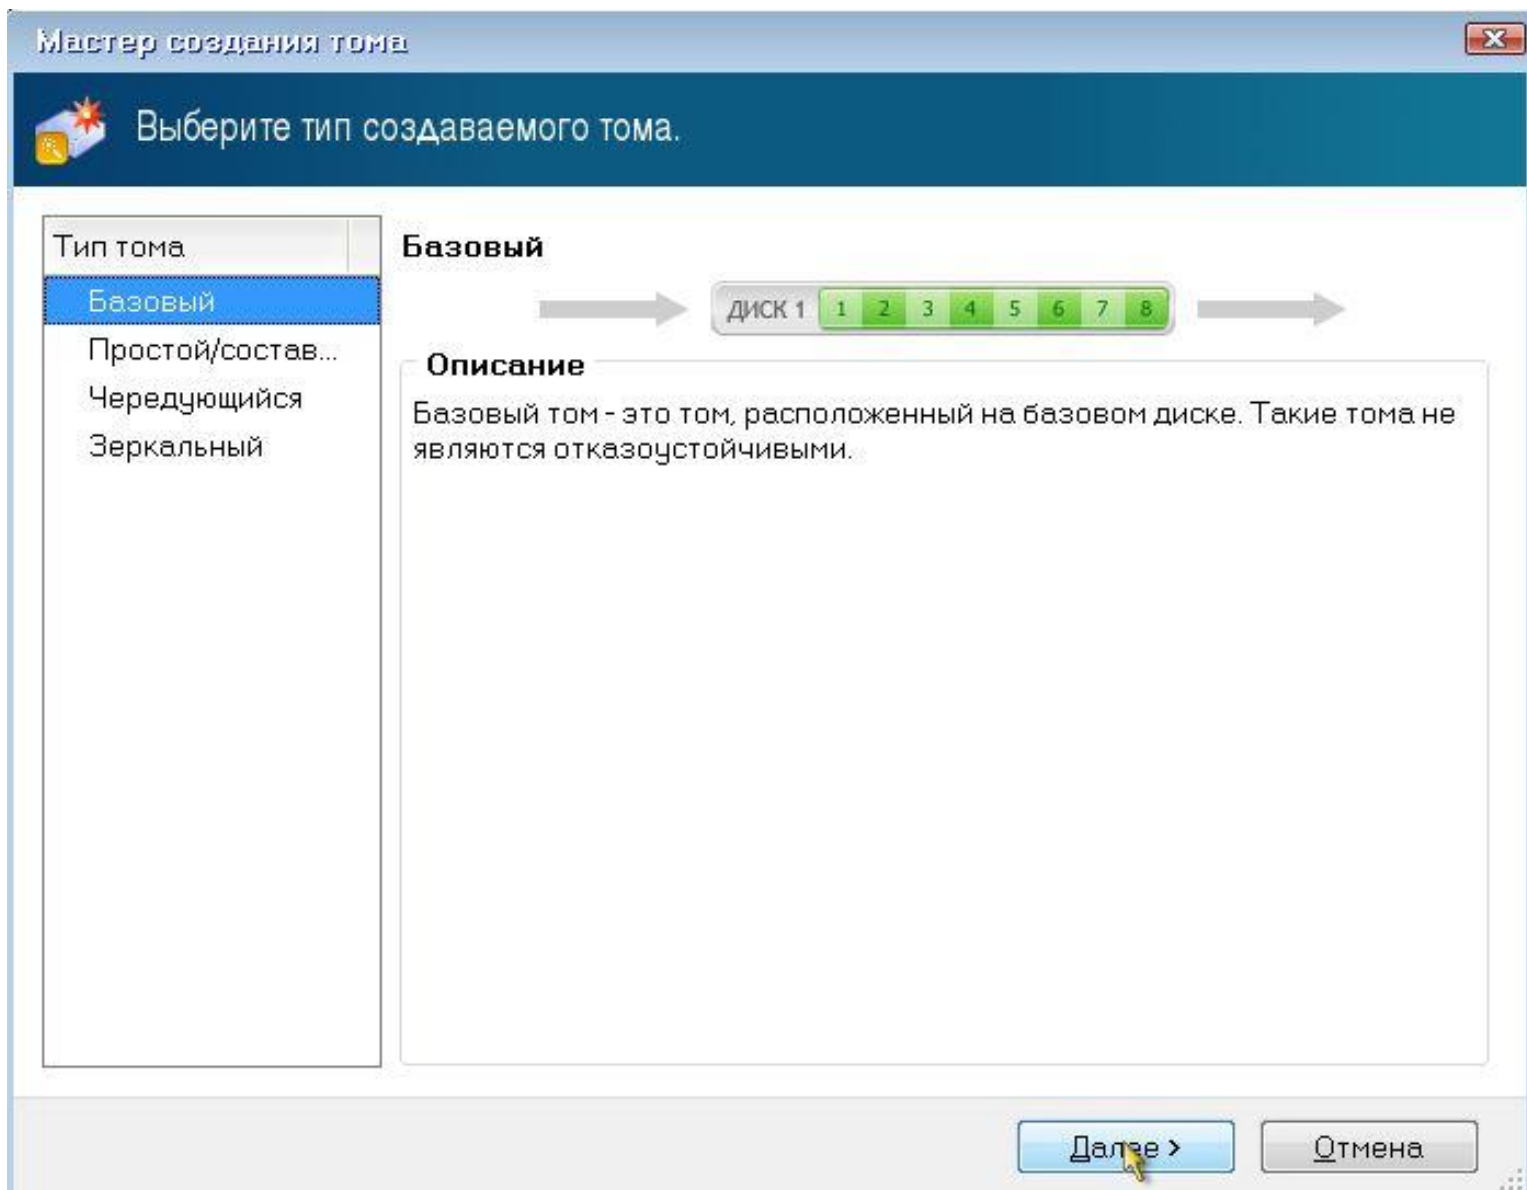 Мастер создания тома
Выберите тип создаваемого тома.
Тип тома
Базовый
Простой/состав...
Чередующийся
Зеркальный
Базовый
ДИСК 1 1 2 3 4 5 6 7 8
Описание
Базовый том - это том, расположенный на базовом диске. Такие тома не
являются отказоустойчивыми.
Далее >
Отмена